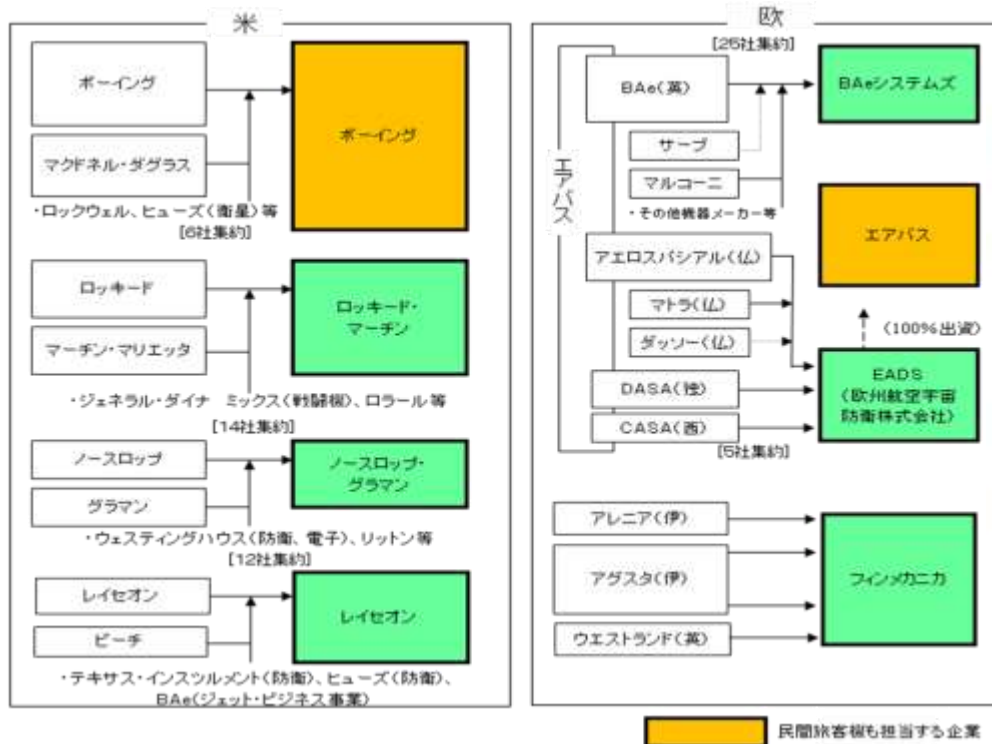 米
ボーイング
マクドネル・ダグラス
・ロックウェル、ヒューズ(衛星)等
[6社集約]
ボーイング
ロッキード
マーチン・マリエッタ
・ジェネラル・ダイナ ミックス(戦闘機)、ロラール等
[14社集約]
ロッキード・
マーチン
ノースロップ
グラマン
・ウェスティングハウス(防衛、電子)、リットン等
[12社集約]
ノースロップ・
グラマン
レイセオン
ビーチ
・テキサス・インスツルメント(防衛)、ヒューズ(防衛)、
BAe(ジェット・ビジネス事業)
レイセオン
欧
[25社集約]
エアバス
BAe(英)
サーブ
マルコーニ
・その他機器メーカー等
BAeシステムズ
エアバス
アエロスパシアル(仏)
マトラ(仏)
ダッソー(仏)
(100%出資)
DASA(独)
CASA(西)
[5社集約]
EADS
(欧州航空宇宙
防衛株式会社)
アレニア(伊)
アグスタ(伊)
ウエストランド(英)
フィンメカニカ
民間旅客機も担当する企業